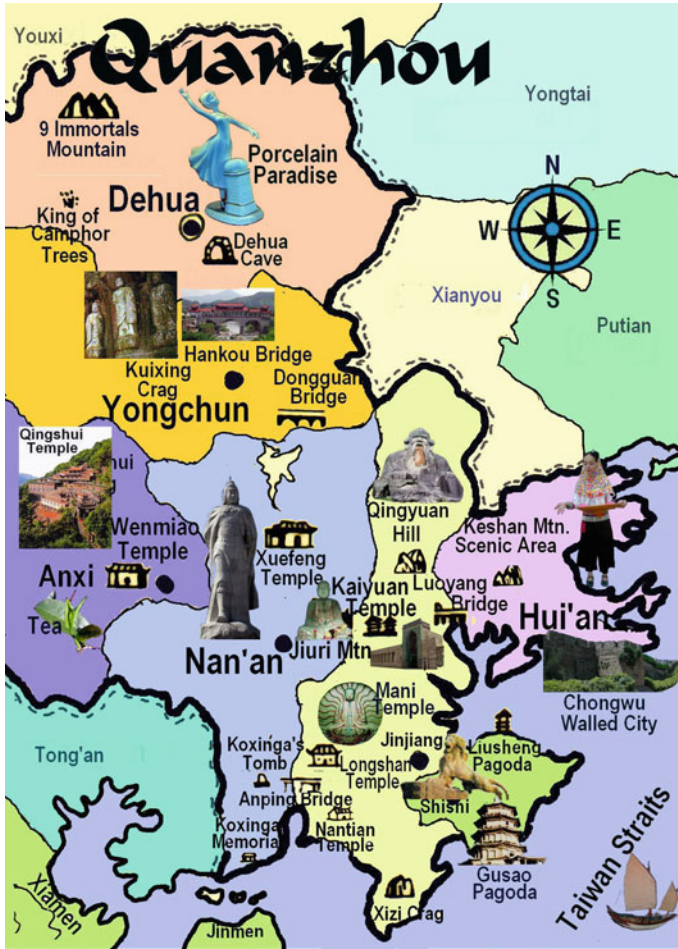 Youxi
Quanzhou
Yongtai
9 Immortals
Mountain
Porcelain
Paradise
N
W
E
S
King of
Camphor
Trees
Dehua
Dehua
Cave
Xianyou
Putian
Hankou Bridge
Kuixing
Crag
Dongguan
Bridge
Yongchun
Qingshui
Temple
hui
Qingyuan
Hill
Keshan Mtn.
Scenic Area
Wenmiao
Temple
Xuefeng
Temple
Anxi
Tea
Kaiyuan
Temple
Luoyang
Bridge
Hui'an
Nan'an
Jiuri Mtn
Mani
Temple
Chongwu
Walled City
Tong'an
Koxinga's
Tomb
Jinjiang
Longshan
Temple
Liusheng
Pagoda
Anping Bridge
Shishi
Koxinga
Memoria
Nantian
Temple
Gusao
Pagoda
Taiwan Straits
Xiamen
Jinmen
Xizi Crag